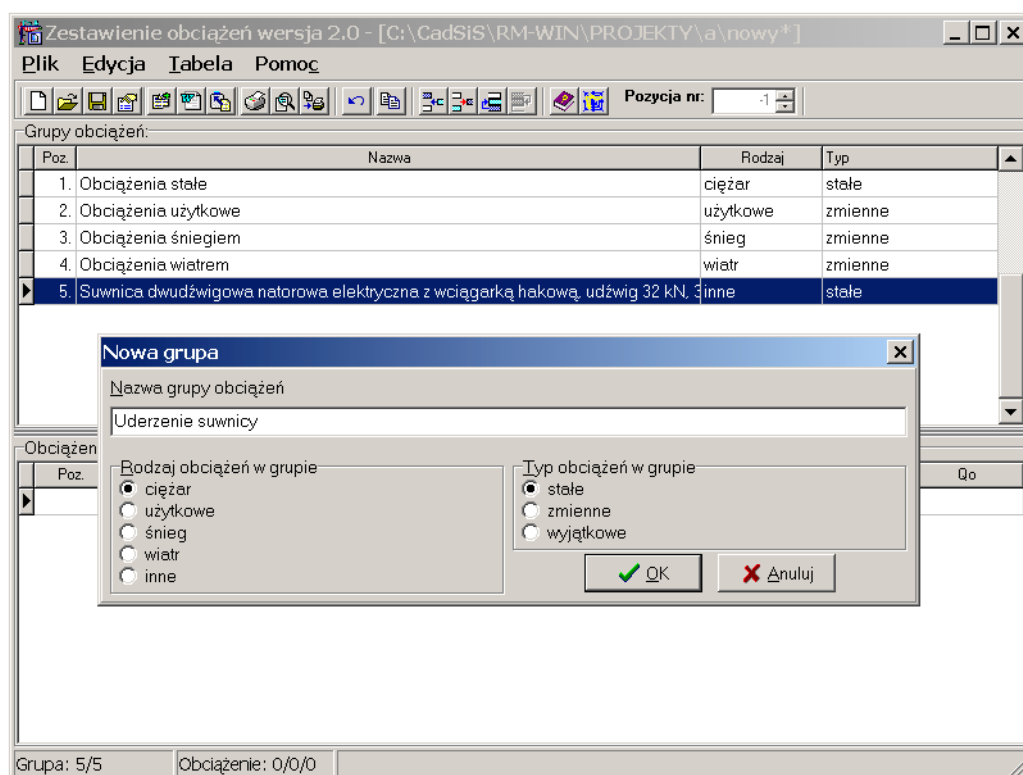 Zestawienie obciążeń wersja 2.0 - [C:\CadSiS\RM-WIN\PROJEKTY\a\nowy*]
Plik Edycja Tabela Pomoc
Pozycja nr: -1
Grupy obciążeń:
Poz. Nazwa Rodzaj Typ
1. Obciążenia stałe ciężar stałe
2. Obciążenia użytkowe użytkowe zmienne
3. Obciążenia śniegiem śnieg zmienne
4. Obciążenia wiatrem wiatr zmienne
5. Suwnica dwudźwigowa natorowa elektryczna z wciągarką hakową, udźwig 32 kN, inne stałe
Nowa grupa
Nazwa grupy obciążeń
Uderzenie suwnicy
Obciążen
Poz. Qo
Rodzaj obciążeń w grupie
ciężar
użytkowe
śnieg
wiatr
inne
Typ obciążeń w grupie
stałe
zmienne
wyjątkowe
OK Anuluj
Grupa: 5/5 Obciążenie: 0/0/0